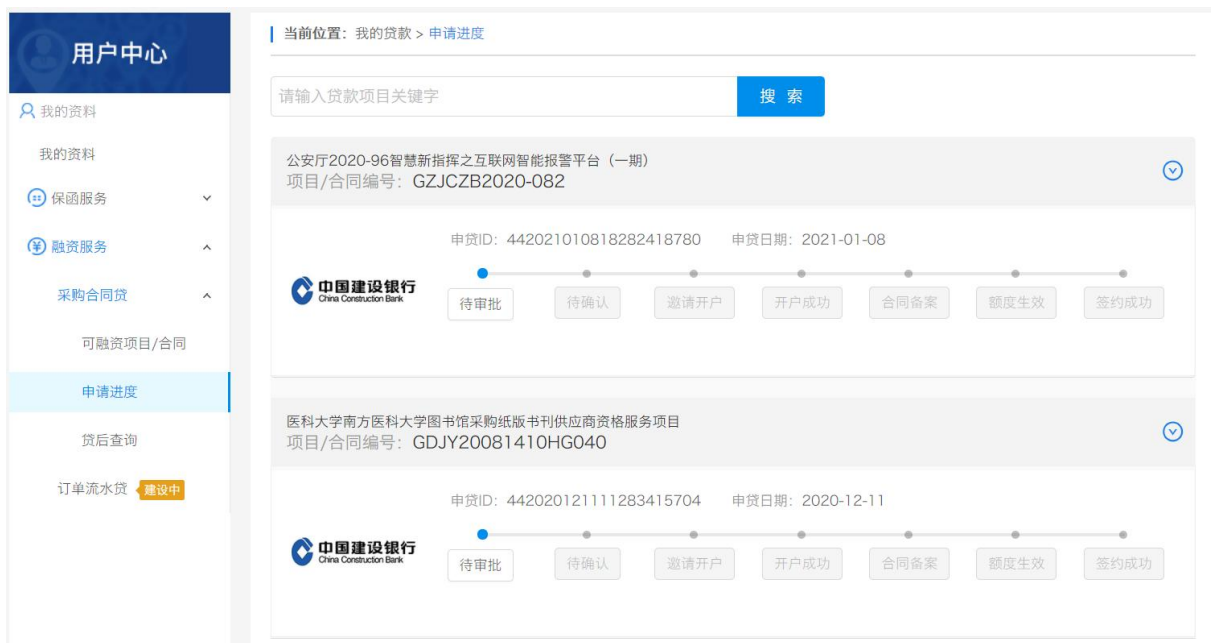 用户中心
我的资料
我的资料
保函服务
融资服务
采购合同贷
可融资项目/合同
申请进度
贷后查询
订单流水贷 建设中
当前位置：我的贷款 > 申请进度
请输入贷款项目关键字 搜 索
公安厅2020-96智慧新指挥之互联网智能报警平台（一期）
项目/合同编号：GZJCZB2020-082
申贷ID: 442021010818282418780 申贷日期: 2021-01-08
中国建设银行
China Construction Bank
待审批 待确认 邀请开户 开户成功 合同备案 额度生效 签约成功
医科大学南方医科大学图书馆采购纸版书刊供应商资格服务项目
项目/合同编号：GDJY20081410HG040
申贷ID: 442020121111283415704 申贷日期: 2020-12-11
中国建设银行
China Construction Bank
待审批 待确认 邀请开户 开户成功 合同备案 额度生效 签约成功